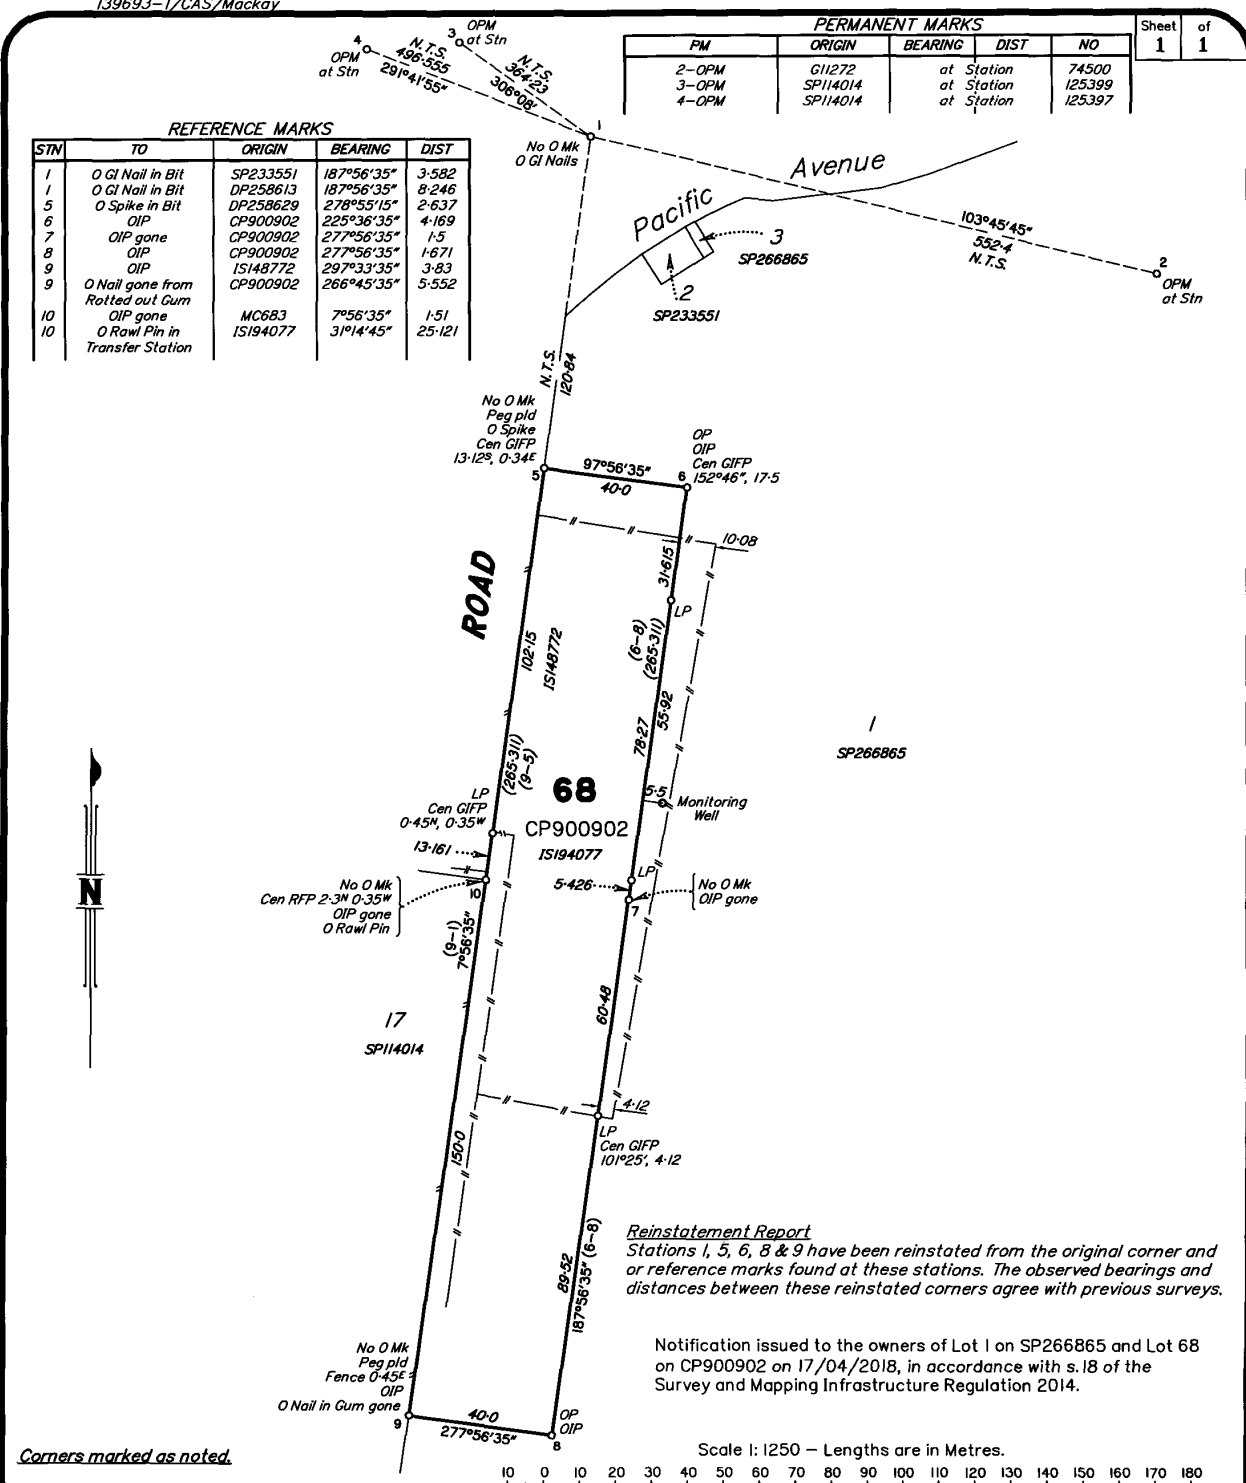 139693-1/CAS/Mackay
PERMANENT MARKS
PM ORIGIN BEARING DIST NO
2-OPM G11272 at Station 74500
3-OPM SP114014 at Station 125399
4-OPM SP114014 at Station 125397
Sheet 1 of 1
4
OPM
at Stn
N.T.S.
496·555
291°41'55"
3
OPM
at Stn
N.T.S.
364·23
306°08'
REFERENCE MARKS
STN TO ORIGIN BEARING DIST
1 O GI Nail in Bit SP233551 187°56'35" 3·582
1 O GI Nail in Bit DP258613 187°56'35" 8·246
5 O Spike in Bit DP258629 278°55'15" 2·637
6 OIP CP900902 225°36'35" 4·169
7 OIP gone CP900902 277°56'35" 1·5
8 OIP CP900902 277°56'35" 1·671
9 OIP IS148772 297°33'35" 3·83
9 O Nail gone from CP900902 266°45'35" 5·552
Rotted out Gum
10 OIP gone MC683 7°56'35" 1·51
10 O Rawl Pin in IS194077 31°14'45" 25·121
Transfer Station
1
No O Mk
O GI Nails
Pacific Avenue
103°45'45"
552·4
N.T.S.
2
OPM
at Stn
3
SP266865
2
SP233551
N.T.S.
120·84
No O Mk
Peg pld
O Spike
Cen GIFP
13·12S, 0·34E
5
97°56'35"
40·0
OP
OIP
Cen GIFP
152°46", 17·5
6
10·08
31·615
LP
ROAD
102·15
IS148772
(6-8)
(265·311)
55·92
78·27
1
SP266865
(265·311)
(9-5)
68
CP900902
IS194077
5·5
Monitoring
Well
LP
Cen GIFP
0·45N, 0·35W
13·161
LP
5·426
7
No O Mk
OIP gone
No O Mk
Cen RFP 2·3N 0·35W
OIP gone
O Rawl Pin
10
N
(9-1)
7°56'35"
60·48
17
SP114014
4·12
LP
Cen GIFP
101°25', 4·12
150·0
89·52
187°56'35" (6-8)
Reinstatement Report
Stations 1, 5, 6, 8 & 9 have been reinstated from the original corner and
or reference marks found at these stations. The observed bearings and
distances between these reinstated corners agree with previous surveys.
Notification issued to the owners of Lot 1 on SP266865 and Lot 68
on CP900902 on 17/04/2018, in accordance with s.18 of the
Survey and Mapping Infrastructure Regulation 2014.
No O Mk
Peg pld
Fence 0·45E
OIP
O Nail in Gum gone
9
40·0
277°56'35"
OP
OIP
8
Corners marked as noted.
Scale 1: 1250 – Lengths are in Metres.
10 0 10 20 30 40 50 60 70 80 90 100 110 120 130 140 150 160 170 180